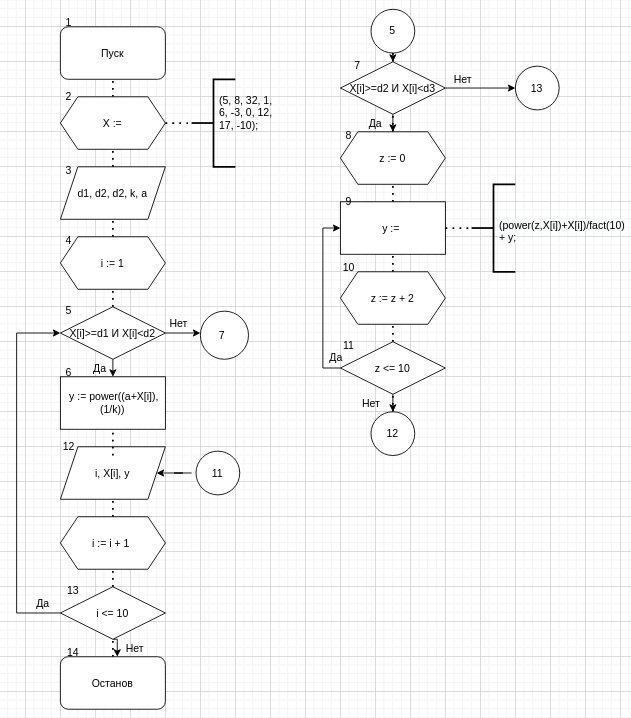 1
Пуск
2
X :=
(5, 8, 32, 1,
6, -3, 0, 12,
17, -10);
3
d1, d2, d2, k, a
4
i := 1
5
X[i]>=d1 И X[i]<d2
Нет
7
Да
6
y := power((a+X[i]),
(1/k))
12
i, X[i], y
11
i := i + 1
13
Да
i <= 10
Нет
14
Останов
5
7
X[i]>=d2 И X[i]<d3
Нет
13
Да
8
z := 0
9
y :=
(power(z,X[i])+X[i])/fact(10)
+ y;
10
z := z + 2
11
Да
z <= 10
Нет
12